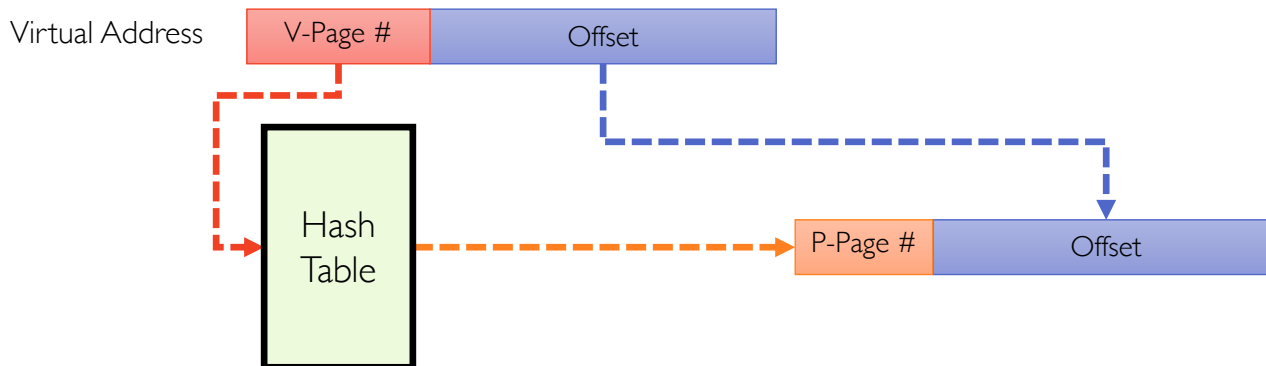 Virtual Address
V-Page #
Offset
Hash
Table
P-Page #
Offset